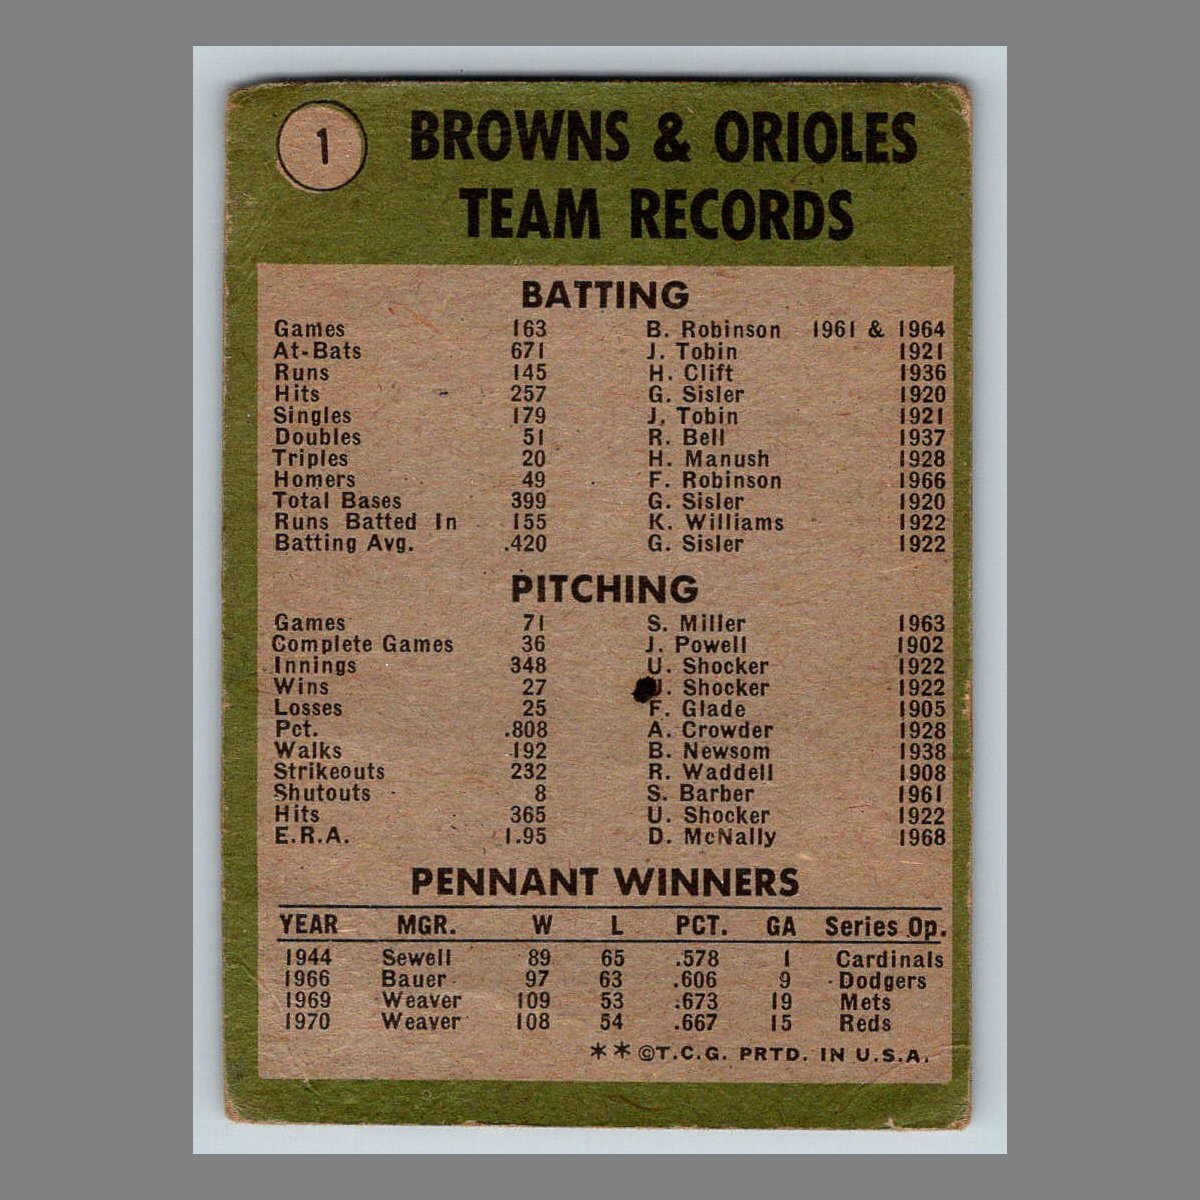 1
BROWNS & ORIOLES
TEAM RECORDS
BATTING
Games 163 B. Robinson 1961 & 1964
At-Bats 671 J. Tobin 1921
Runs 145 H. Clift 1936
Hits 257 G. Sisler 1920
Singles 179 J. Tobin 1921
Doubles 51 R. Bell 1937
Triples 20 H. Manush 1928
Homers 49 F. Robinson 1966
Total Bases 399 G. Sisler 1920
Runs Batted In 155 K. Williams 1922
Batting Avg. .420 G. Sisler 1922
PITCHING
Games 71 S. Miller 1963
Complete Games 36 J. Powell 1902
Innings 348 U. Shocker 1922
Wins 27 U. Shocker 1922
Losses 25 F. Glade 1905
Pct. .808 A. Crowder 1928
Walks 192 B. Newsom 1938
Strikeouts 232 R. Waddell 1908
Shutouts 8 S. Barber 1961
Hits 365 U. Shocker 1922
E.R.A. 1.95 D. McNally 1968
PENNANT WINNERS
YEAR MGR. W L PCT. GA Series Op.
1944 Sewell 89 65 .578 1 Cardinals
1966 Bauer 97 63 .606 9 Dodgers
1969 Weaver 109 53 .673 19 Mets
1970 Weaver 108 54 .667 15 Reds
**©T.C.G. PRTD. IN U.S.A.